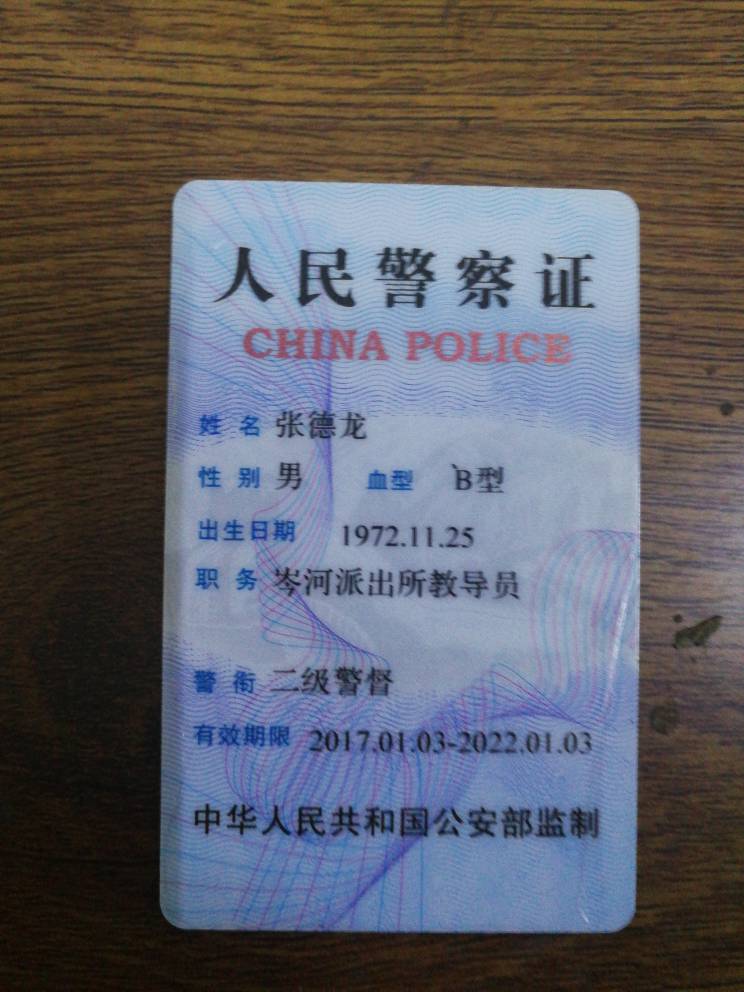 人民警察证
CHINA POLICE
姓 名 张德龙
性 别 男 血型 B型
出生日期 1972.11.25
职 务 岑河派出所教导员
警 衔 二级警督
有效期限 2017.01.03-2022.01.03
中华人民共和国公安部监制